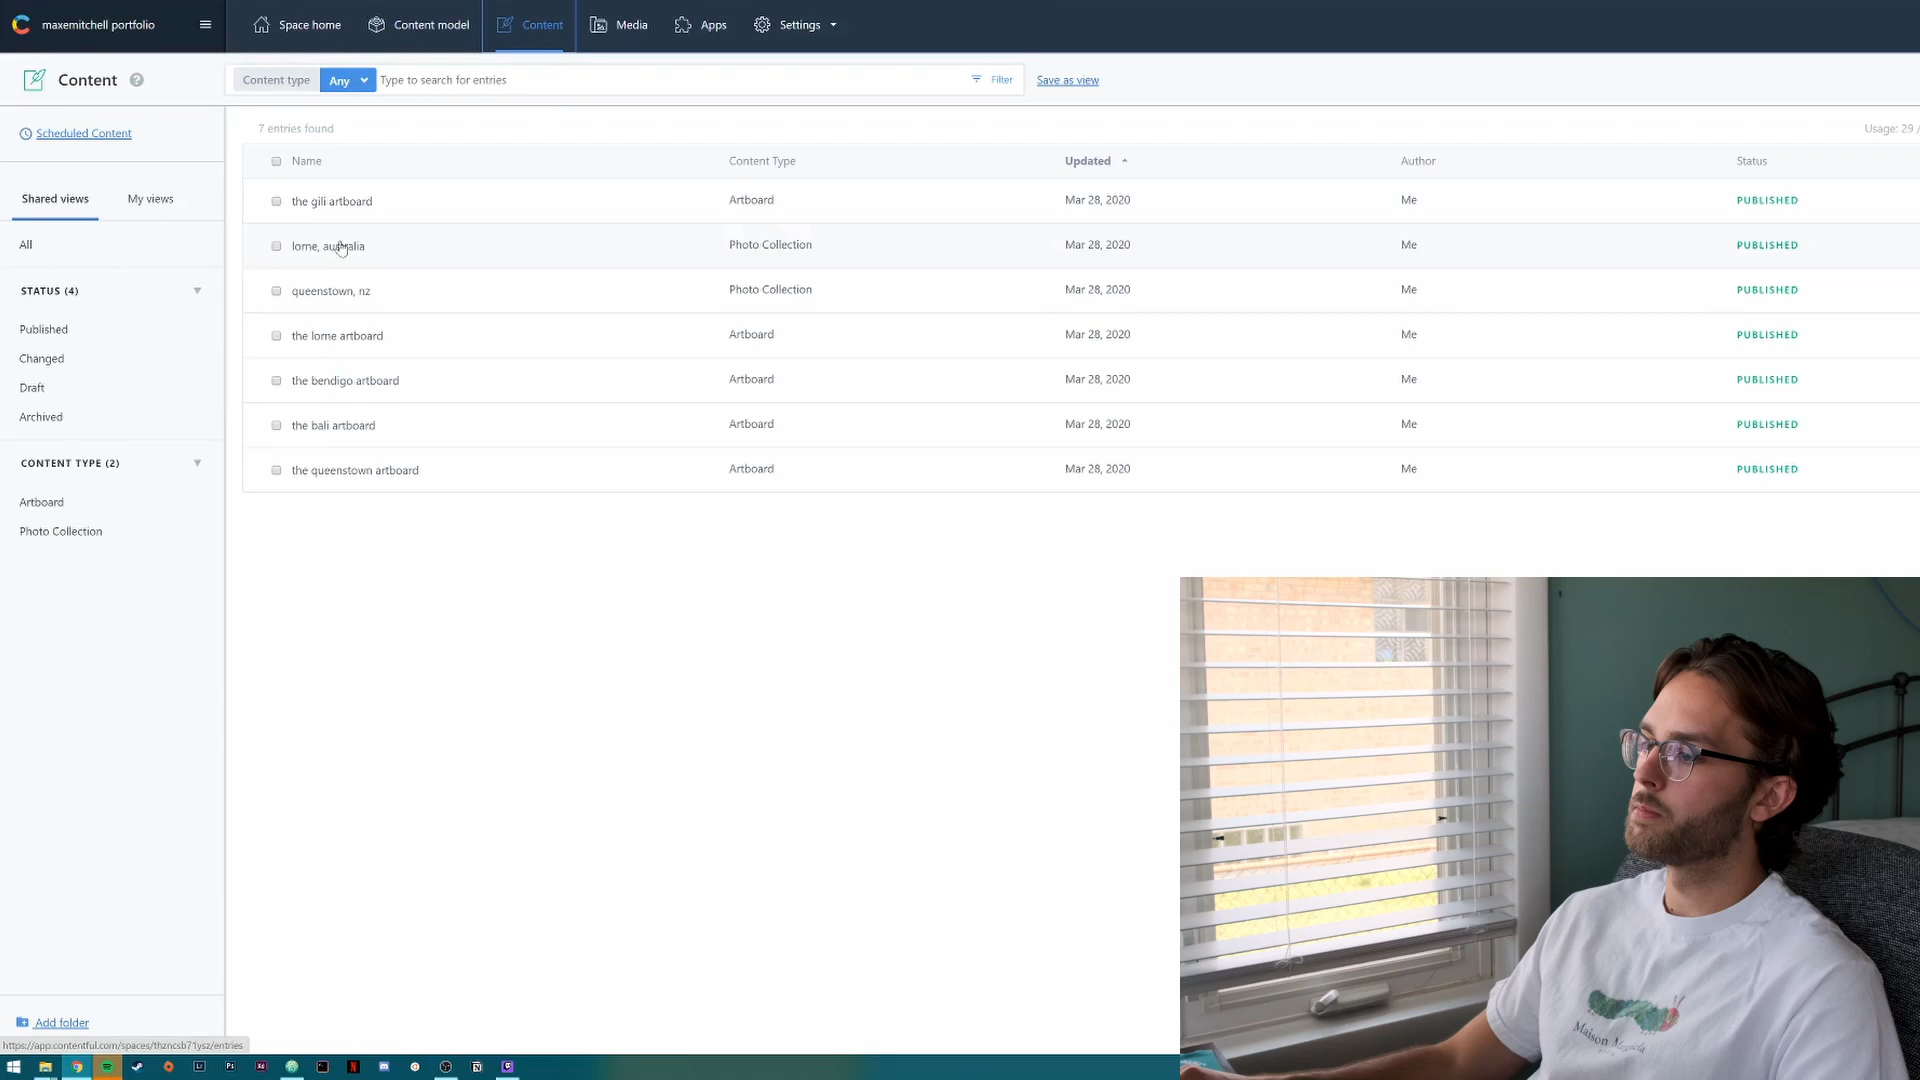 maxemitchell portfolio
Space home
Content model
Content
Media
Apps
Settings
Content
Content type
Any
Type to search for entries
Filter
Save as view
Scheduled Content
Shared views
My views
All
STATUS (4)
Published
Changed
Draft
Archived
CONTENT TYPE (2)
Artboard
Photo Collection
Add folder
7 entries found
Usage: 29 /
Name Content Type Updated Author Status
the gili artboard Artboard Mar 28, 2020 Me PUBLISHED
lorne, australia Photo Collection Mar 28, 2020 Me PUBLISHED
queenstown, nz Photo Collection Mar 28, 2020 Me PUBLISHED
the lorne artboard Artboard Mar 28, 2020 Me PUBLISHED
the bendigo artboard Artboard Mar 28, 2020 Me PUBLISHED
the bali artboard Artboard Mar 28, 2020 Me PUBLISHED
the queenstown artboard Artboard Mar 28, 2020 Me PUBLISHED
https://app.contentful.com/spaces/thzncsb71ysz/entries
Maison